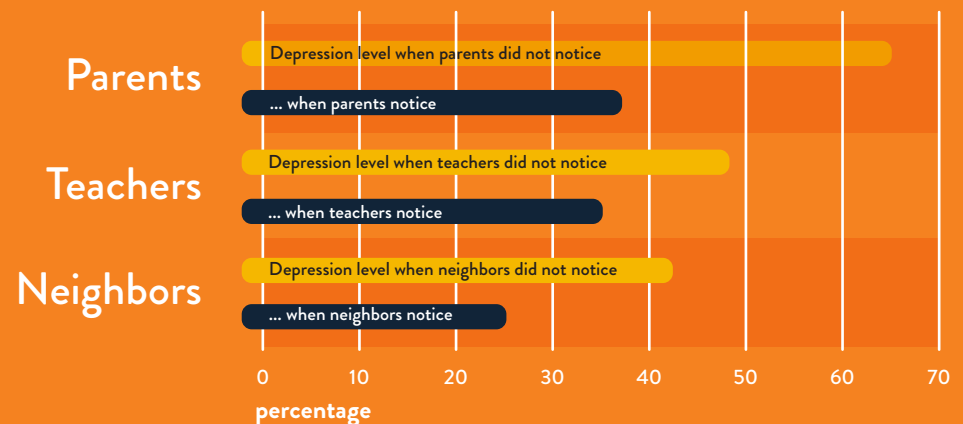 Parents
Depression level when parents did not notice
... when parents notice
Teachers
Depression level when teachers did not notice
... when teachers notice
Neighbors
Depression level when neighbors did not notice
... when neighbors notice
0 10 20 30 40 50 60 70
percentage